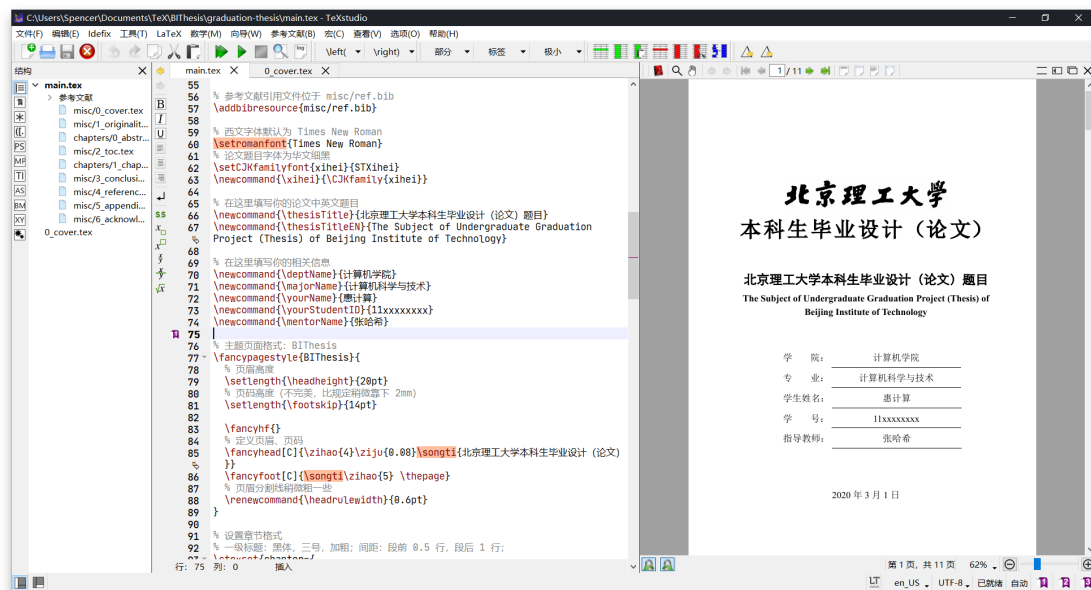 C:\Users\Spencer\Documents\TeX\BIThesis\graduation-thesis\main.tex - TeXstudio
文件(F) 编辑(E) Idefix 工具(T) LaTeX 数学(M) 向导(W) 参考文献(B) 宏(C) 查看(V) 选项(O) 帮助(H)
\left( \right) 部分 标签 极小 1 / 11
结构
main.tex
参考文献
misc/0_cover.tex
misc/1_originalit...
chapters/0_abstr...
misc/2_toc.tex
chapters/1_chap...
misc/3_conclusi...
misc/4_referenc...
misc/5_appendi...
misc/6_acknowl...
0_cover.tex
main.tex 0_cover.tex
55
56 % 参考文献引用文件位于 misc/ref.bib
57 \addbibresource{misc/ref.bib}
58
59 % 西文字体默认为 Times New Roman
60 \setromanfont{Times New Roman}
61 % 论文题目字体为华文细黑
62 \setCJKfamilyfont{xihei}{STXihei}
63 \newcommand{\xihei}{\CJKfamily{xihei}}
64
65 % 在这里填写你的论文中英文题目
66 \newcommand{\thesisTitle}{北京理工大学本科生毕业设计（论文）题目}
67 \newcommand{\thesisTitleEN}{The Subject of Undergraduate Graduation
Project (Thesis) of Beijing Institute of Technology}
68
69 % 在这里填写你的相关信息
70 \newcommand{\deptName}{计算机学院}
71 \newcommand{\majorName}{计算机科学与技术}
72 \newcommand{\yourName}{惠计算}
73 \newcommand{\yourStudentID}{11xxxxxxxx}
74 \newcommand{\mentorName}{张哈希}
75
76 % 主题页面格式：BIThesis
77 \fancypagestyle{BIThesis}{
78 % 页眉高度
79 \setlength{\headheight}{20pt}
80 % 页码高度（不完美，比规定稍微靠下 2mm）
81 \setlength{\footskip}{14pt}
82
83 \fancyhf{}
84 % 定义页眉、页码
85 \fancyhead[C]{\zihao{4}\ziju{0.08}\songti{北京理工大学本科生毕业设计（论文）
}}
86 \fancyfoot[C]{\songti\zihao{5} \thepage}
87 % 页眉分割线稍微粗一些
88 \renewcommand{\headrulewidth}{0.6pt}
89 }
90
91 % 设置章节格式
92 % 一级标题：黑体，三号，加粗；间距：段前 0.5 行，段后 1 行；
行: 75 列: 0 插入
北京理工大学
本科生毕业设计（论文）
北京理工大学本科生毕业设计（论文）题目
The Subject of Undergraduate Graduation Project (Thesis) of
Beijing Institute of Technology
学 院： 计算机学院
专 业： 计算机科学与技术
学生姓名： 惠计算
学 号： 11xxxxxxxx
指导教师： 张哈希
2020 年 3 月 1 日
第 1 页, 共 11 页 62%
en_US UTF-8 已就绪 自动